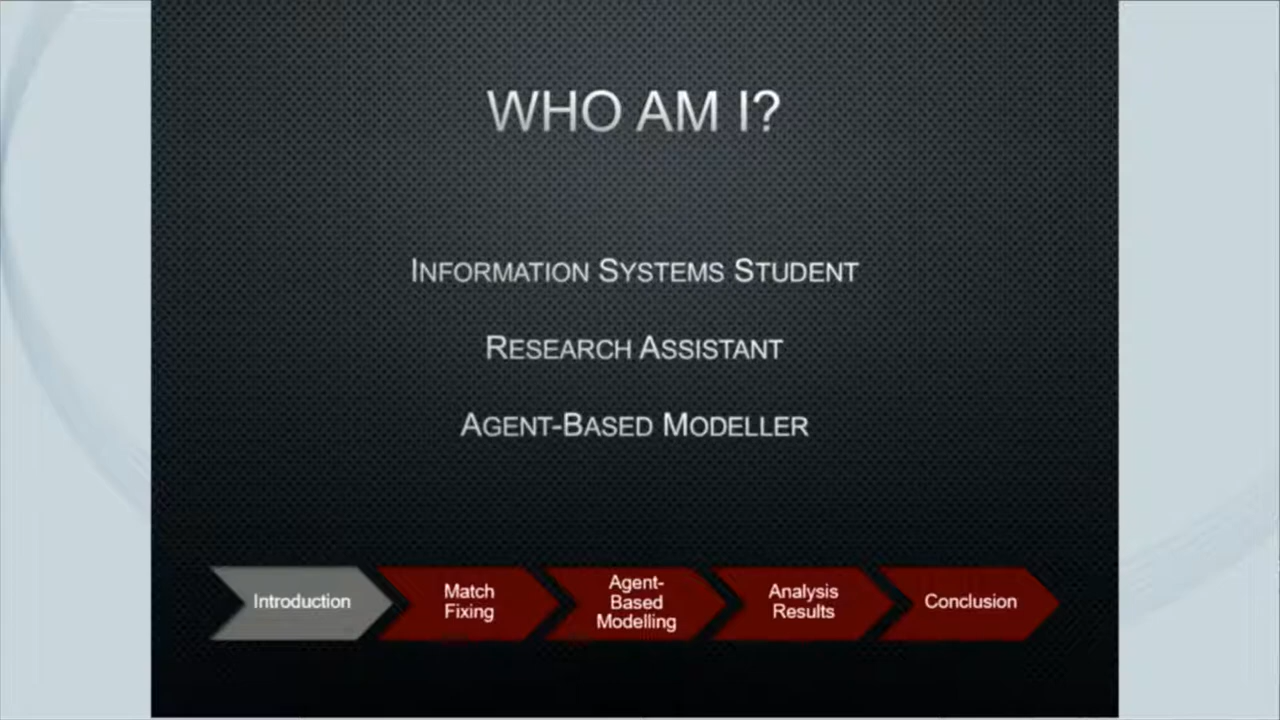 WHO AM I?
INFORMATION SYSTEMS STUDENT
RESEARCH ASSISTANT
AGENT-BASED MODELLER
Introduction
Match
Fixing
Agent-
Based
Modelling
Analysis
Results
Conclusion